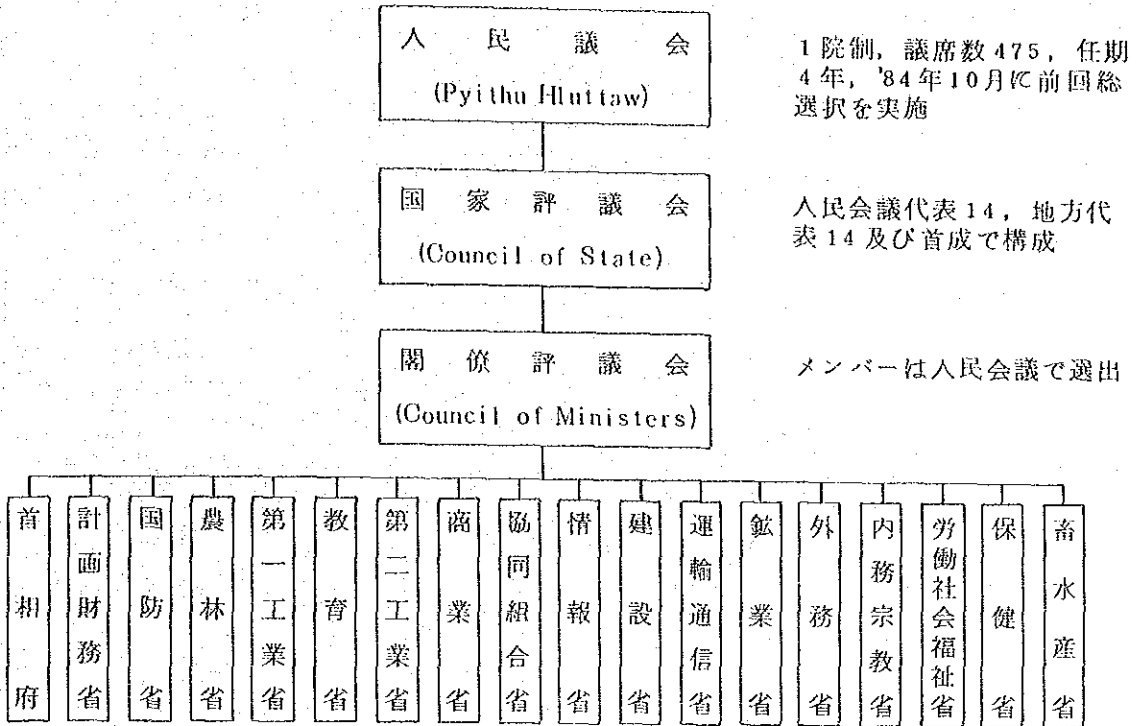 人民議会
(Pyithu Hluttaw)
1院制，議席数475，任期
4年，'84年10月に前回総
選択を実施
国家評議会
(Council of State)
人民会議代表14，地方代
表14及び首成で構成
閣僚評議会
(Council of Ministers)
メンバーは人民会議で選出
首相府
計画財務省
国防省
農林省
第一工業省
教育省
第二工業省
商業省
協同組合省
情報省
建設省
運輸通信省
鉱業省
外務省
内務宗教省
労働社会福祉省
保健省
畜水産省